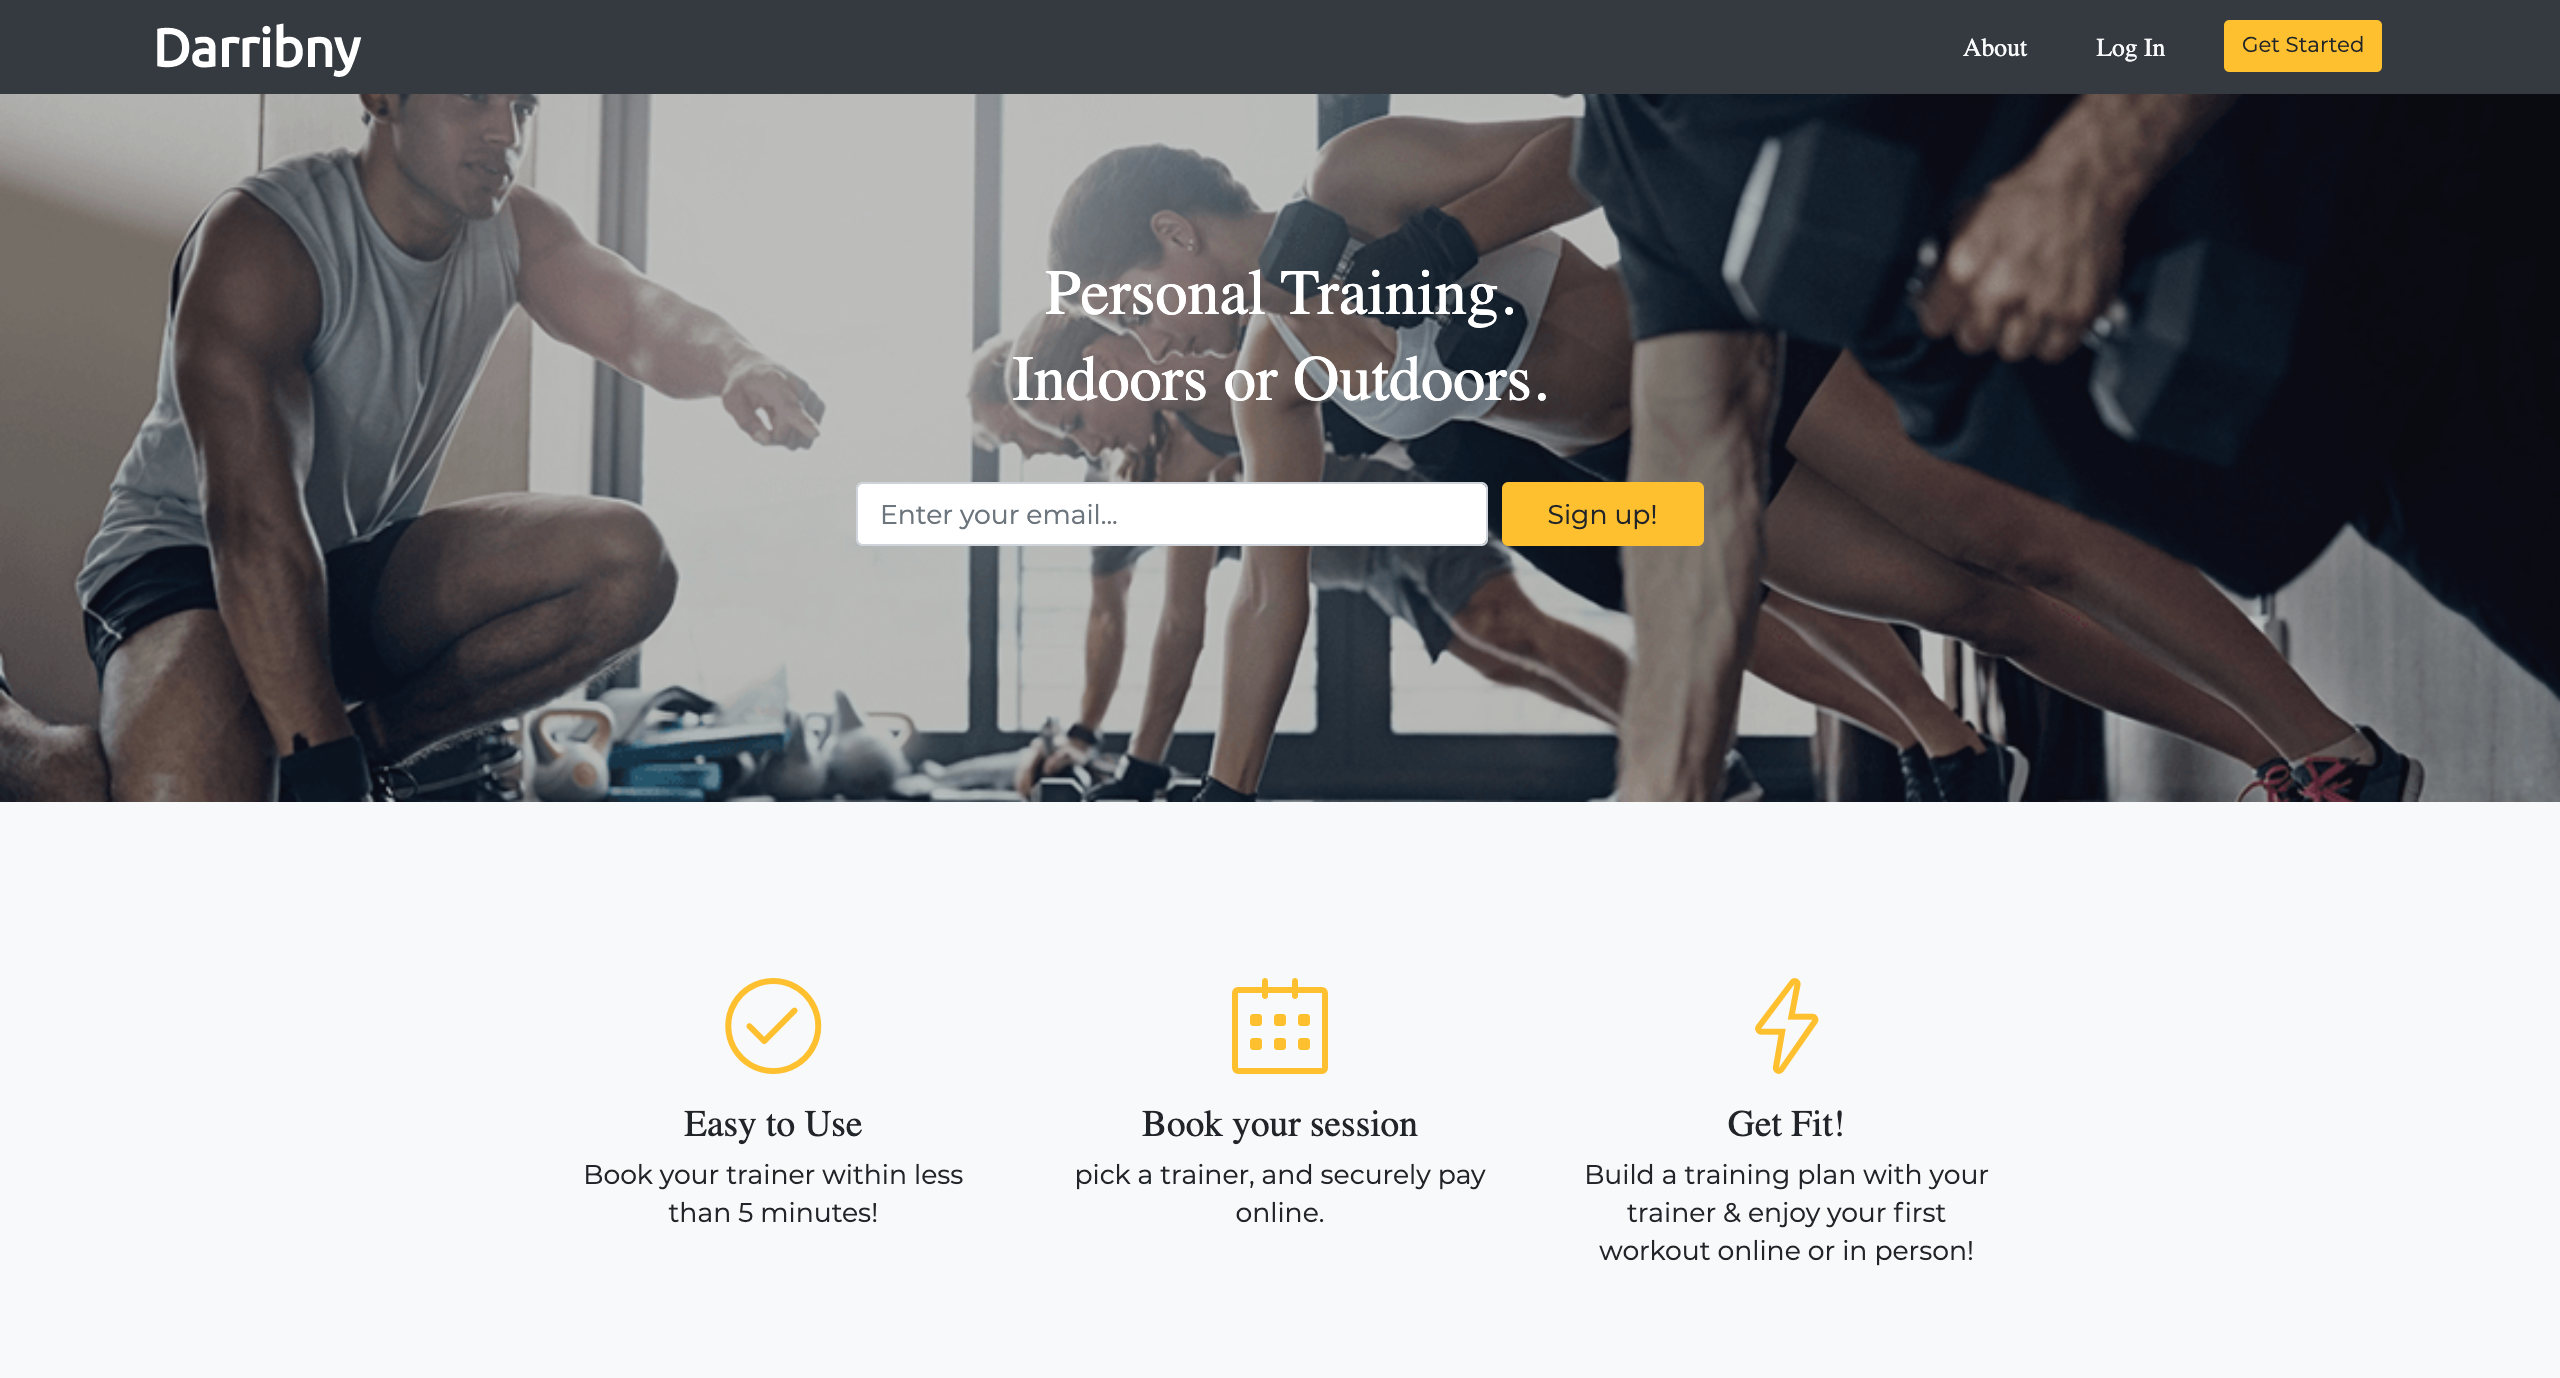 Darribny
About
Log In
Get Started
Personal Training.
Indoors or Outdoors.
Enter your email...
Sign up!
Easy to Use
Book your trainer within less
than 5 minutes!
Book your session
pick a trainer, and securely pay
online.
Get Fit!
Build a training plan with your
trainer & enjoy your first
workout online or in person!